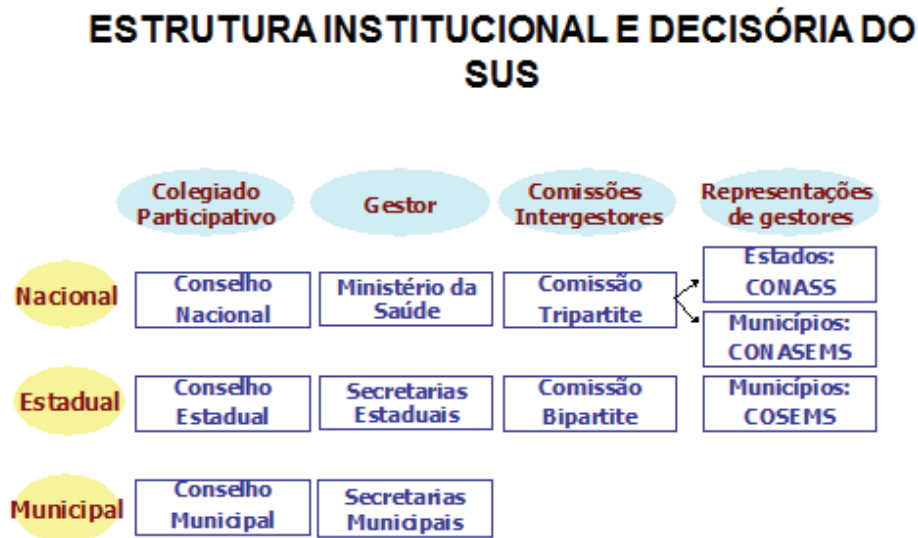 ESTRUTURA INSTITUCIONAL E DECISÓRIA DO
SUS
Colegiado
Participativo
Gestor
Comissões
Intergestores
Representações
de gestores
Nacional
Conselho
Nacional
Ministério da
Saúde
Comissão
Tripartite
Estados:
CONASS
Municípios:
CONASEMS
Estadual
Conselho
Estadual
Secretarias
Estaduais
Comissão
Bipartite
Municípios:
COSEMS
Municipal
Conselho
Municipal
Secretarias
Municipais